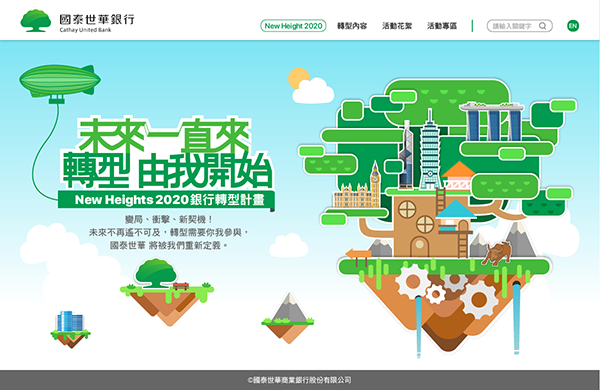 國泰世華銀行
Cathay United Bank
New Height 2020
轉型內容
活動花絮
活動專區
請輸入關鍵字
EN
未來一直來
轉型 由我開始
New Heights 2020 銀行轉型計畫
變局、衝擊、新契機！
未來不再遙不可及，轉型需要你我參與，
國泰世華 將被我們重新定義。
©國泰世華商業銀行股份有限公司